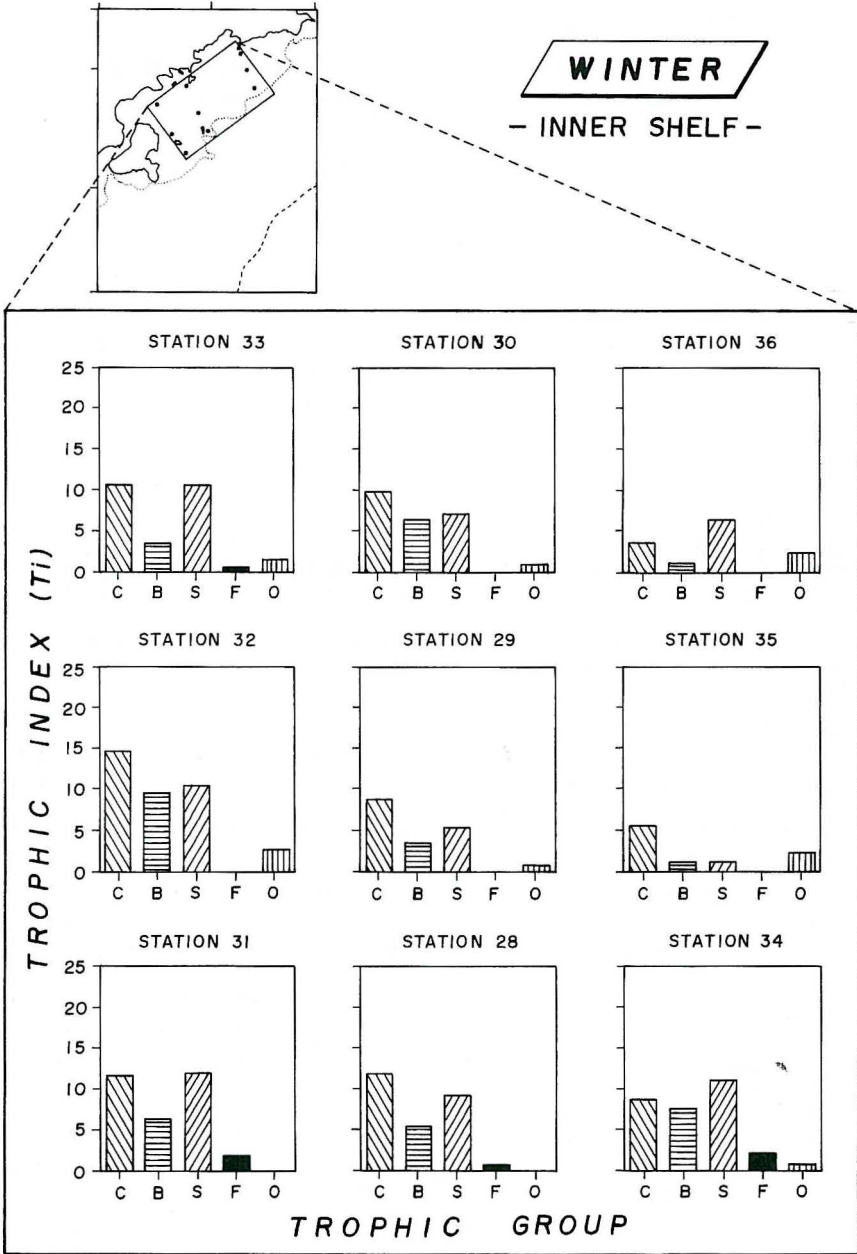 WINTER
- INNER SHELF -
TROPHIC INDEX (Ti)
STATION 33
25
20
15
10
5
0
C B S F O
STATION 30
C B S F O
STATION 36
C B S F O
STATION 32
25
20
15
10
5
0
C B S F O
STATION 29
C B S F O
STATION 35
C B S F O
STATION 31
25
20
15
10
5
0
C B S F O
STATION 28
C B S F O
STATION 34
C B S F O
TROPHIC GROUP